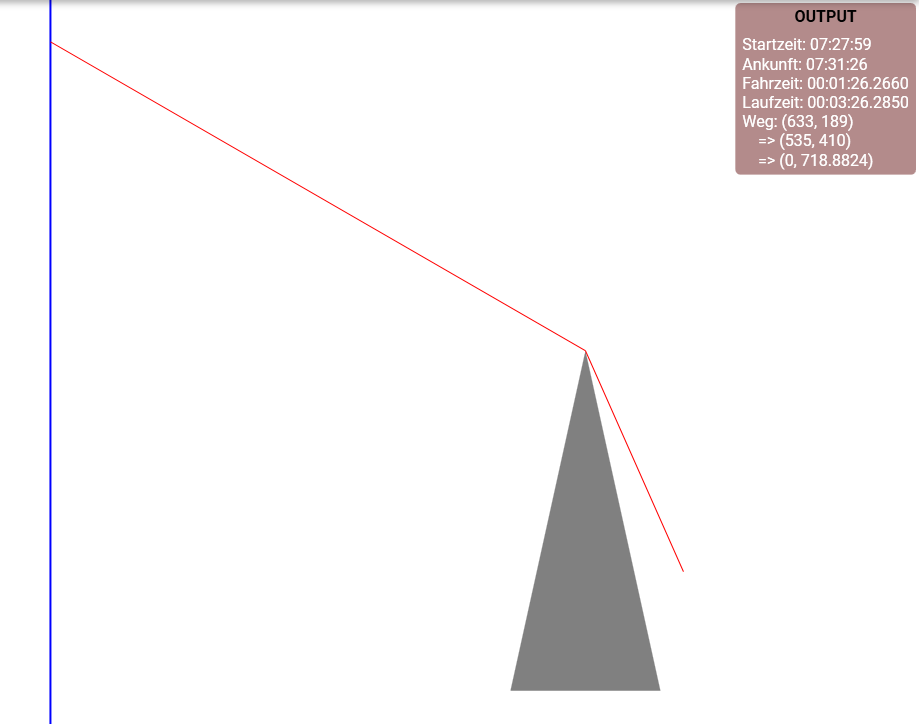 OUTPUT
Startzeit: 07:27:59
Ankunft: 07:31:26
Fahrzeit: 00:01:26.2660
Laufzeit: 00:03:26.2850
Weg: (633, 189)
=> (535, 410)
=> (0, 718.8824)